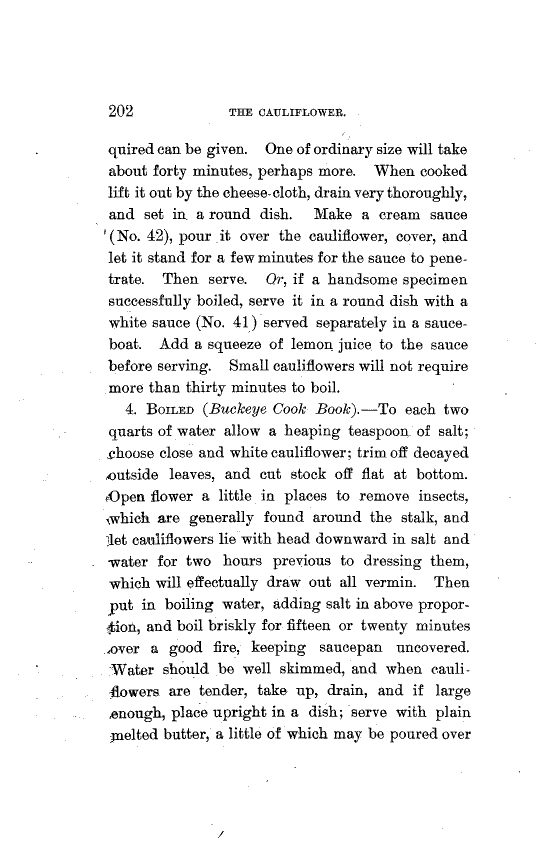 202 THE CAULIFLOWER.
quired can be given. One of ordinary size will take
about forty minutes, perhaps more. When cooked
lift it out by the cheese-cloth, drain very thoroughly,
and set in a round dish. Make a cream sauce
(No. 42), pour it over the cauliflower, cover, and
let it stand for a few minutes for the sauce to pene-
trate. Then serve. Or, if a handsome specimen
successfully boiled, serve it in a round dish with a
white sauce (No. 41) served separately in a sauce-
boat. Add a squeeze of lemon juice to the sauce
before serving. Small cauliflowers will not require
more than thirty minutes to boil.
4. BOILED (Buckeye Cook Book).—To each two
quarts of water allow a heaping teaspoon of salt;
choose close and white cauliflower; trim off decayed
outside leaves, and cut stock off flat at bottom.
Open flower a little in places to remove insects,
which are generally found around the stalk, and
let cauliflowers lie with head downward in salt and
water for two hours previous to dressing them,
which will effectually draw out all vermin. Then
put in boiling water, adding salt in above propor-
tion, and boil briskly for fifteen or twenty minutes
over a good fire, keeping saucepan uncovered.
Water should be well skimmed, and when cauli-
flowers are tender, take up, drain, and if large
enough, place upright in a dish; serve with plain
melted butter, a little of which may be poured over